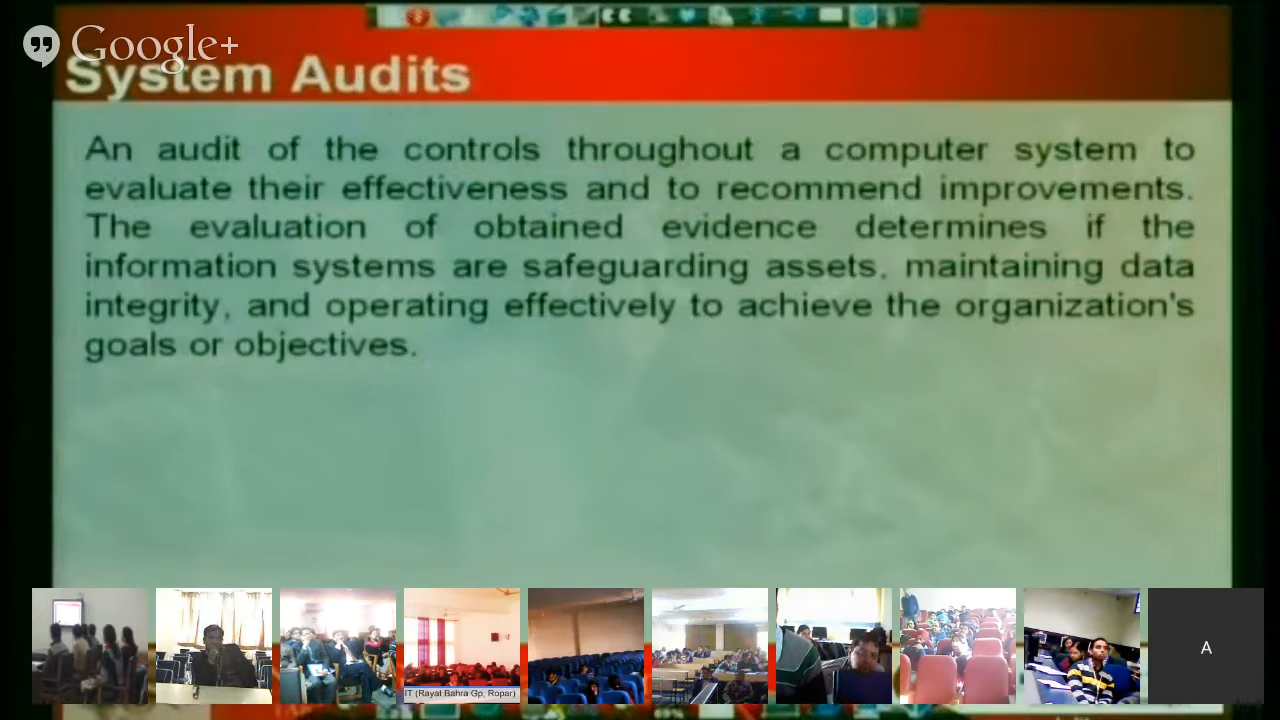 Google+
System Audits
An audit of the controls throughout a computer system to
evaluate their effectiveness and to recommend improvements.
The evaluation of obtained evidence determines if the
information systems are safeguarding assets, maintaining data
integrity, and operating effectively to achieve the organization's
goals or objectives.
IT (Rayat Bahra Gp, Ropar)
A